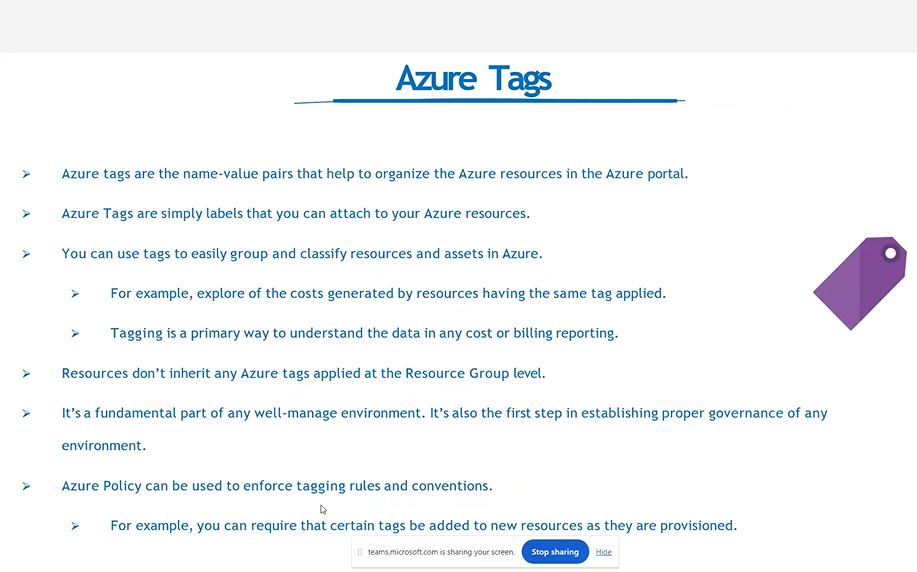 Azure Tags
Azure tags are the name-value pairs that help to organize the Azure resources in the Azure portal.
Azure Tags are simply labels that you can attach to your Azure resources.
You can use tags to easily group and classify resources and assets in Azure.
For example, explore of the costs generated by resources having the same tag applied.
Tagging is a primary way to understand the data in any cost or billing reporting.
Resources don’t inherit any Azure tags applied at the Resource Group level.
It’s a fundamental part of any well-manage environment. It’s also the first step in establishing proper governance of any
environment.
Azure Policy can be used to enforce tagging rules and conventions.
For example, you can require that certain tags be added to new resources as they are provisioned.
teams.microsoft.com is sharing your screen. Stop sharing Hide